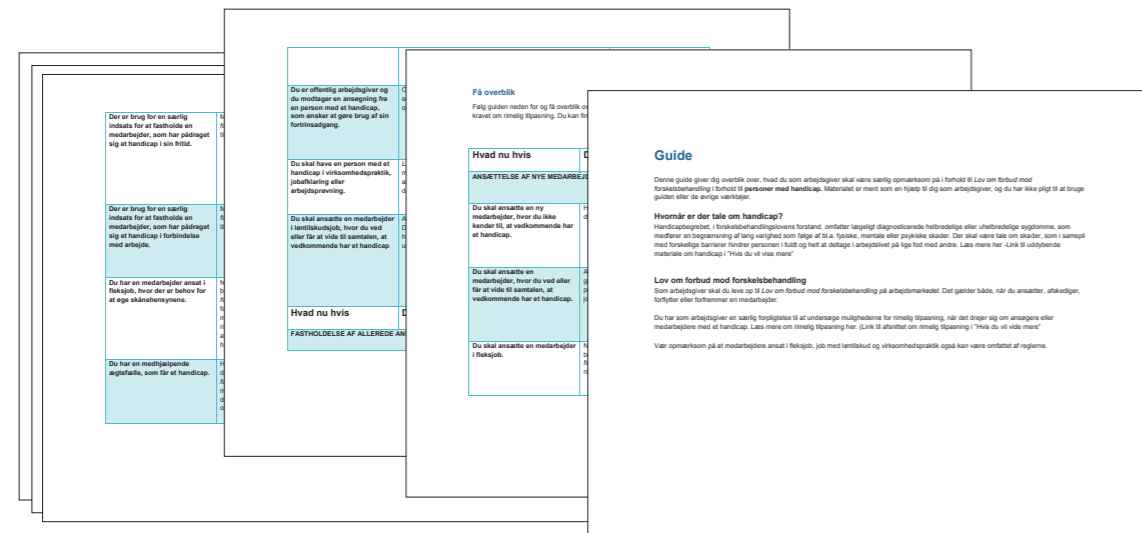 Der er brug for en særlig
indsats for at fastholde en
medarbejder, som har pådraget
sig et handicap i sin fritid.
Der er brug for en særlig
indsats for at fastholde en
medarbejder, som har pådraget
sig et handicap i forbindelse
med arbejde.
Du har en medarbejder ansat i
fleksjob, hvor der er behov for
at øge skånehensynene.
Du har en medhjælpende
ægtefælle, som får et handicap.
Du er offentlig arbejdsgiver og
du modtager en ansøgning fra
en person med et handicap,
som ønsker at gøre brug af sin
fortrinsadgang.
Du skal have en person med et
handicap i virksomhedspraktik,
jobafklaring eller
arbejdsprøvning.
Du skal ansætte en medarbejder
i løntilskudsjob, hvor du ved
eller får at vide til samtalen, at
vedkommende har et handicap
Hvad nu hvis
FASTHOLDELSE AF ALLEREDE
Få overblik
Følg guiden neden for og få overblik
kravet om rimelig tilpasning. Du kan
Hvad nu hvis
ANSÆTTELSE AF NYE
Du skal ansætte en ny
medarbejder, hvor du ikke
kender til, at vedkommende har
et handicap.
Du skal ansætte en
medarbejder, hvor du ved eller
får at vide til samtalen, at
vedkommende har et handicap.
Du skal ansætte en medarbejder
i fleksjob.
Guide
Denne guide giver dig overblik over, hvad du som arbejdsgiver skal være særlig opmærksom på i forhold til Lov om forbud mod
forskelsbehandling i forhold til personer med handicap. Materialet er ment som en hjælp til dig som arbejdsgiver, og du har ikke pligt til at bruge
guiden eller de øvrige værktøjer.
Hvornår er der tale om handicap?
Handicapbegrebet, i forskelsbehandlingslovens forstand. omfatter lægeligt diagnosticerede helbredelige eller uhelbredelige sygdomme, som
medfører en begrænsning af lang varighed som følge af bl.a. fysiske, mentale eller psykiske skader. Der skal være tale om skader, som i samspil
med forskellige barrierer hindrer personen i fuldt og helt at deltage i arbejdslivet på lige fod med andre. Læs mere her -Link til uddybende
materiale om handicap i "Hvis du vil vise mere"
Lov om forbud mod forskelsbehandling
Som arbejdsgiver skal du leve op til Lov om forbud mod forskelsbehandling på arbejdsmarkedet. Det gælder både, når du ansætter, afskediger,
forflytter eller forfremmer en medarbejder.
Du har som arbejdsgiver en særlig forpligtelse til at undersøge mulighederne for rimelig tilpasning, når det drejer sig om ansøgere eller
medarbejdere med et handicap. Læs mere om rimelig tilpasning her. (Link til afsnittet om rimelig tilpasning i "Hvis du vil vide mere"
Vær opmærksom på at medarbejdere ansat i fleksjob, job med løntilskud og virksomhedspraktik også kan være omfattet af reglerne.